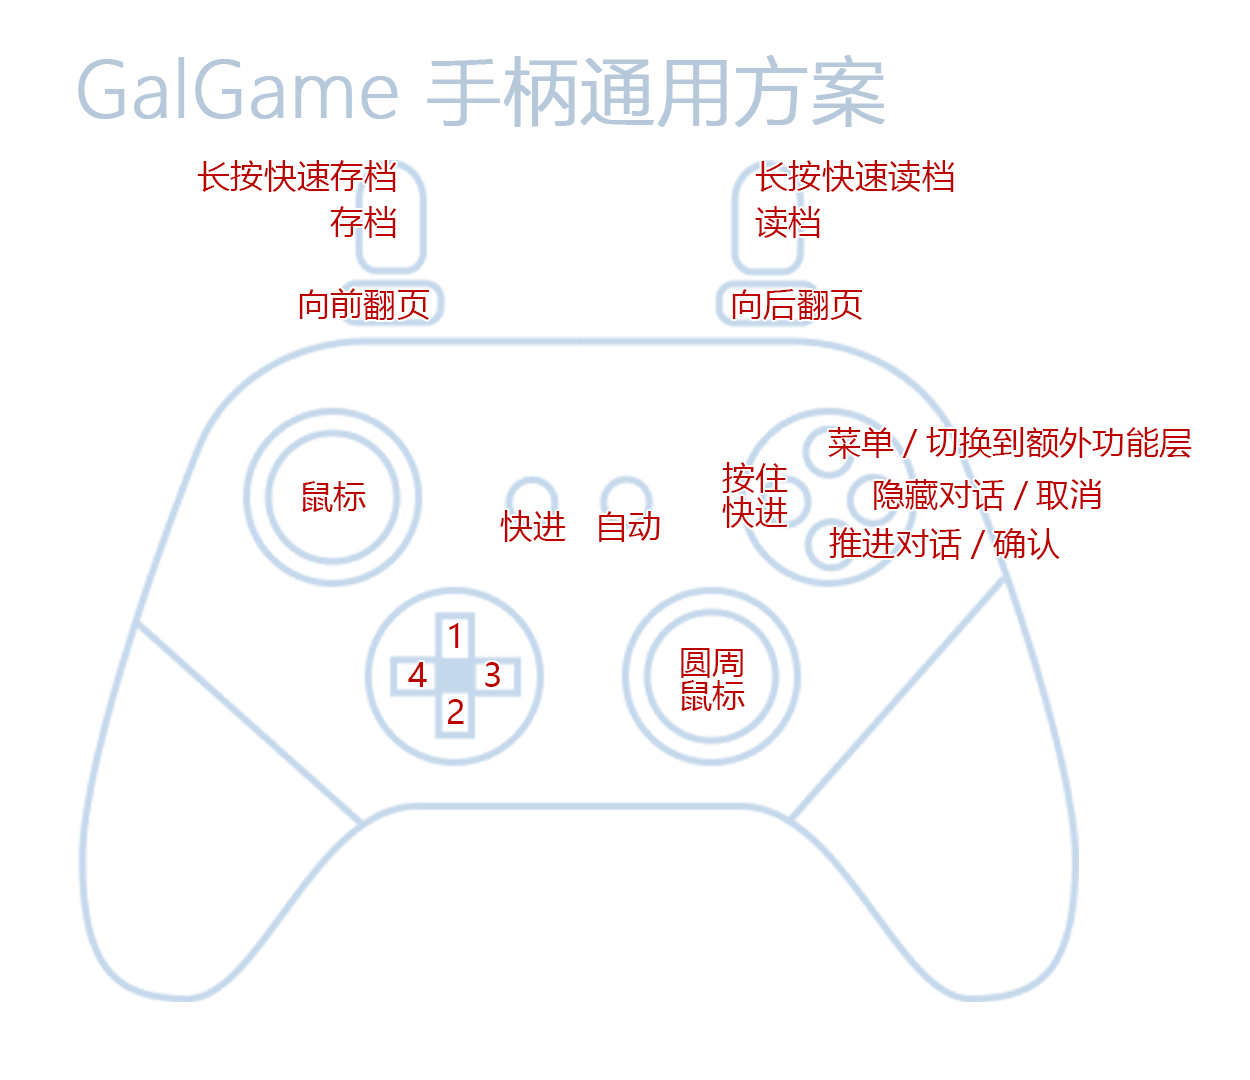 GalGame 手柄通用方案
长按快速存档
存档
长按快速读档
读档
向前翻页
向后翻页
菜单 / 切换到额外功能层
按住
快进
隐藏对话 / 取消
推进对话 / 确认
鼠标
快进
自动
1
4
3
2
圆周
鼠标